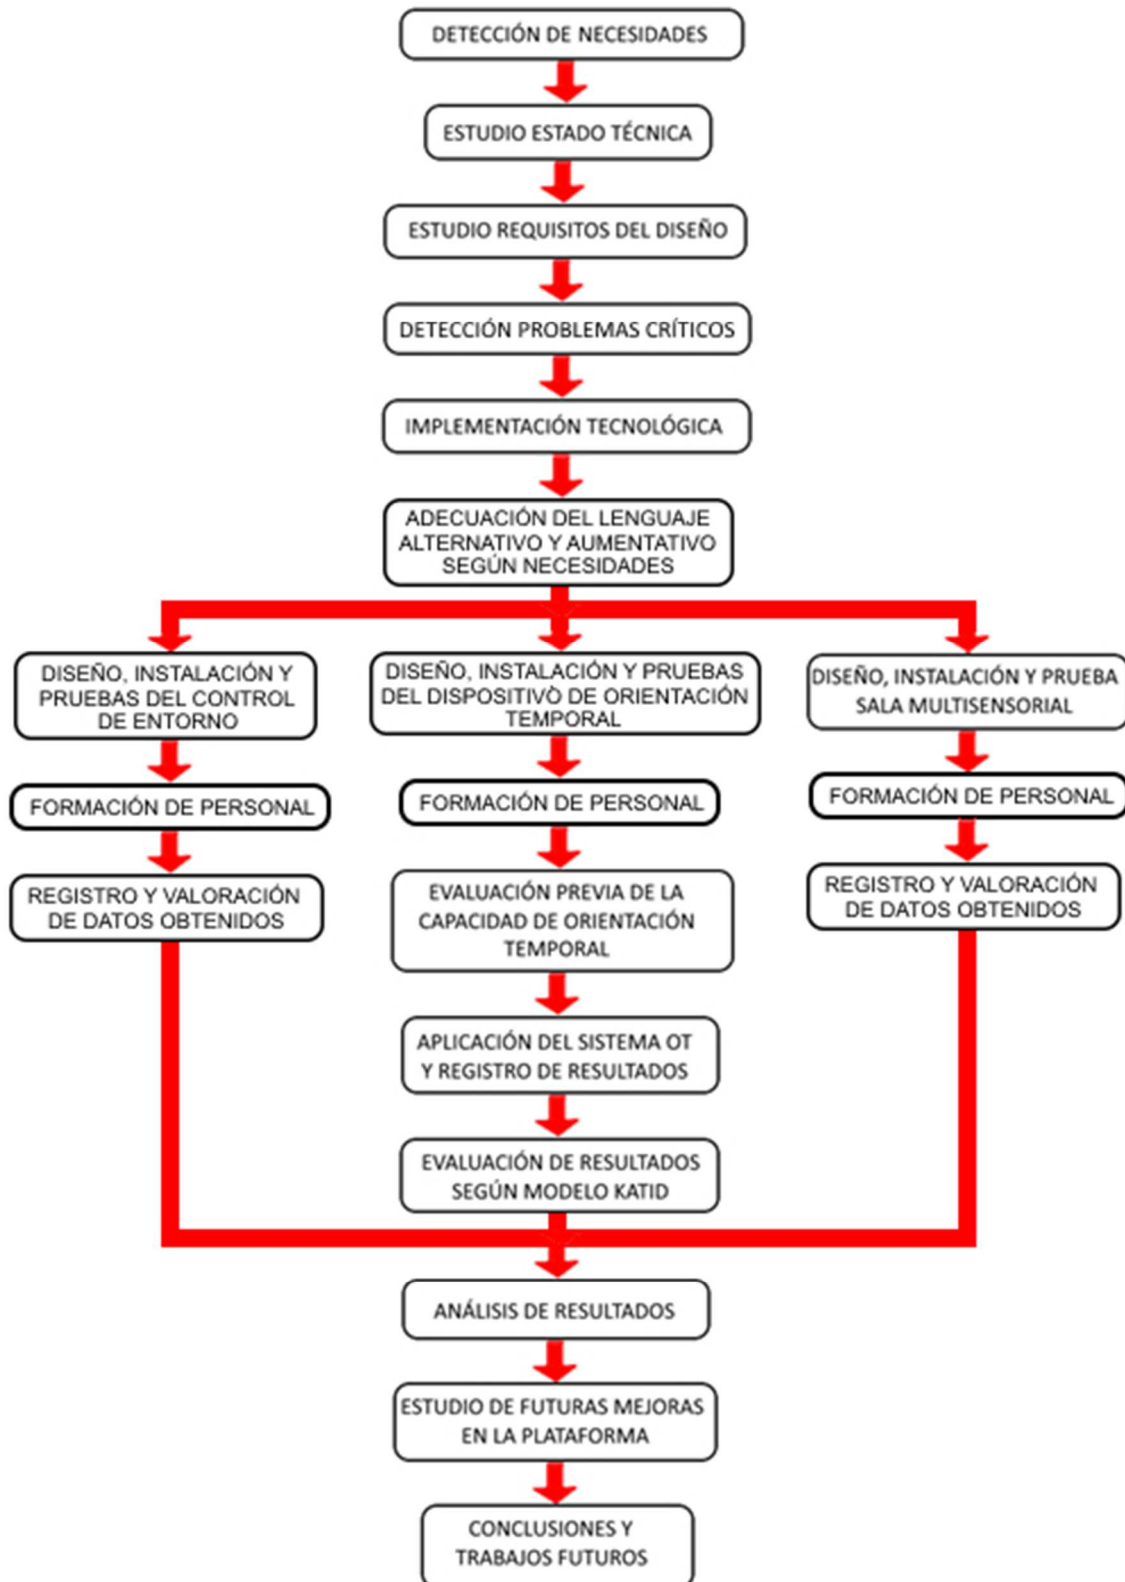 DETECCIÓN DE NECESIDADES
ESTUDIO ESTADO TÉCNICA
ESTUDIO REQUISITOS DEL DISEÑO
DETECCIÓN PROBLEMAS CRÍTICOS
IMPLEMENTACIÓN TECNOLÓGICA
ADECUACIÓN DEL LENGUAJE
ALTERNATIVO Y AUMENTATIVO
SEGÚN NECESIDADES
DISEÑO, INSTALACIÓN Y
PRUEBAS DEL CONTROL
DE ENTORNO
FORMACIÓN DE PERSONAL
REGISTRO Y VALORACIÓN
DE DATOS OBTENIDOS
DISEÑO, INSTALACIÓN Y PRUEBAS
DEL DISPOSITIVO DE ORIENTACIÓN
TEMPORAL
FORMACIÓN DE PERSONAL
EVALUACIÓN PREVIA DE LA
CAPACIDAD DE ORIENTACIÓN
TEMPORAL
APLICACIÓN DEL SISTEMA OT
Y REGISTRO DE RESULTADOS
EVALUACIÓN DE RESULTADOS
SEGÚN MODELO KATID
DISEÑO, INSTALACIÓN Y PRUEBA
SALA MULTISENSORIAL
FORMACIÓN DE PERSONAL
REGISTRO Y VALORACIÓN
DE DATOS OBTENIDOS
ANÁLISIS DE RESULTADOS
ESTUDIO DE FUTURAS MEJORAS
EN LA PLATAFORMA
CONCLUSIONES Y
TRABAJOS FUTUROS